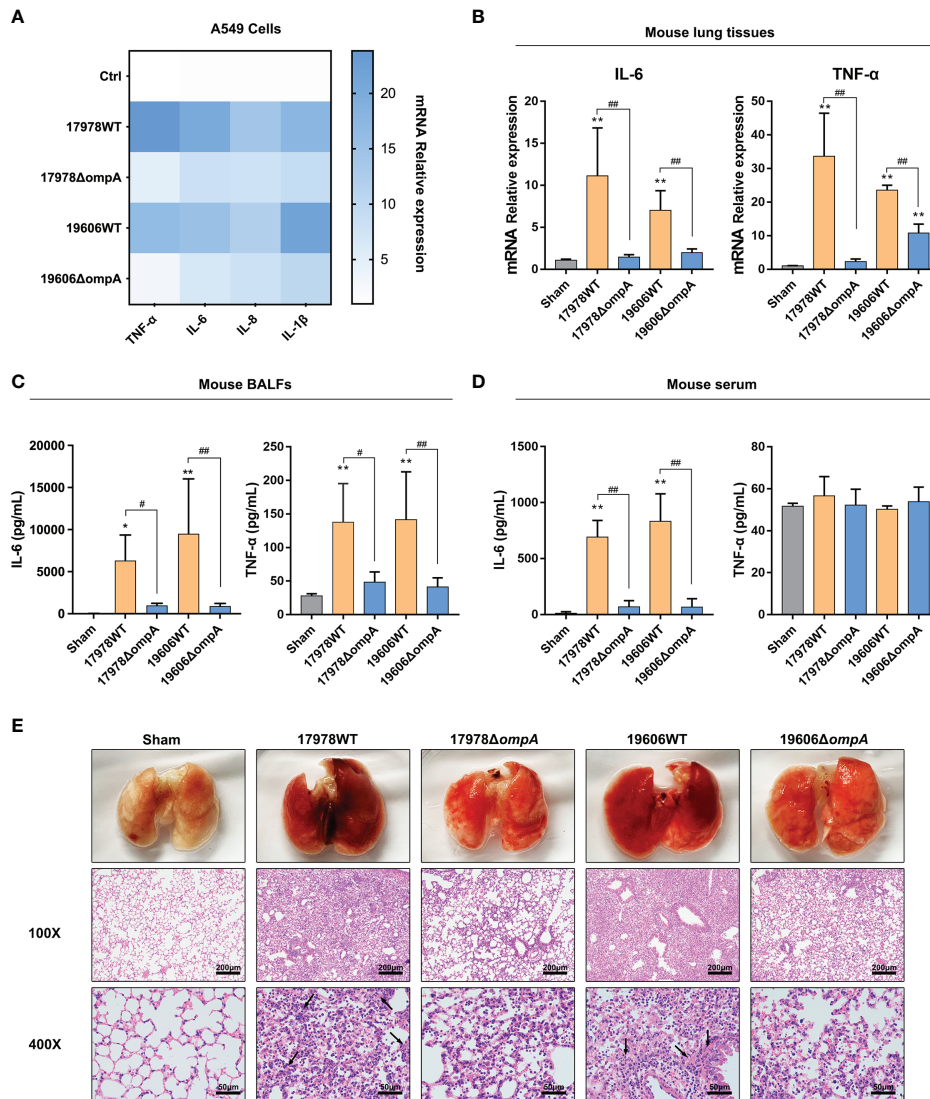 A
A549 Cells
Ctrl
17978WT
17978ΔompA
19606WT
19606ΔompA
TNF-α
IL-6
IL-8
IL-1β
20
15
10
5
mRNA Relative expression
B
Mouse lung tissues
IL-6
mRNA Relative expression
20
15
10
5
0
**
##
**
##
Sham
17978WT
17978ΔompA
19606WT
19606ΔompA
TNF-α
mRNA Relative expression
50
40
30
20
10
0
**
##
**
##
**
Sham
17978WT
17978ΔompA
19606WT
19606ΔompA
C
Mouse BALFs
IL-6 (pg/mL)
20000
15000
10000
5000
0
*
#
**
##
Sham
17978WT
17978ΔompA
19606WT
19606ΔompA
TNF-α (pg/mL)
250
200
150
100
50
0
**
#
**
##
Sham
17978WT
17978ΔompA
19606WT
19606ΔompA
D
Mouse serum
IL-6 (pg/mL)
1500
1000
500
0
**
##
**
##
Sham
17978WT
17978ΔompA
19606WT
19606ΔompA
TNF-α (pg/mL)
80
60
40
20
0
Sham
17978WT
17978ΔompA
19606WT
19606ΔompA
E
Sham 17978WT 17978ΔompA 19606WT 19606ΔompA
100X
200μm 200μm 200μm 200μm 200μm
400X
50μm 50μm 50μm 50μm 50μm